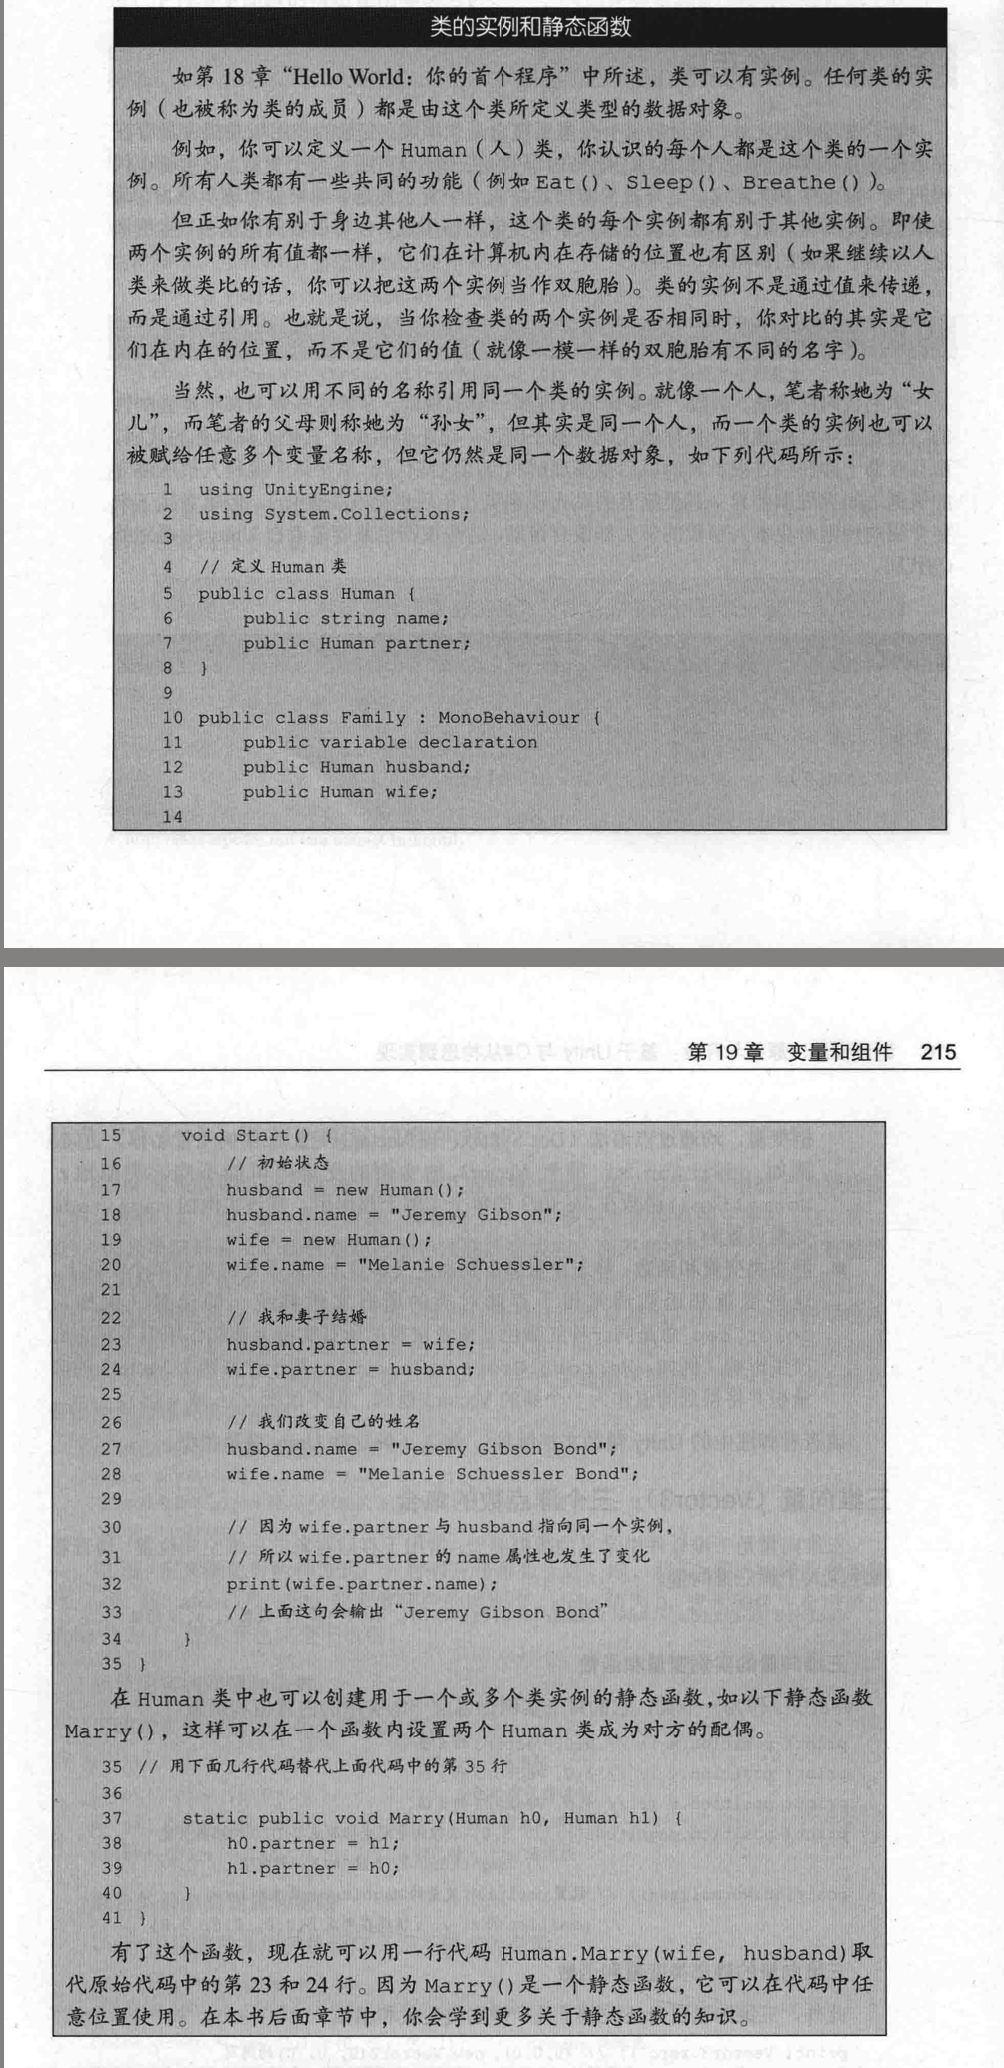 类的实例和静态函数
如第 18 章“Hello World：你的首个程序”中所述，类可以有实例。任何类的实
例（也被称为类的成员）都是由这个类所定义类型的数据对象。
例如，你可以定义一个 Human（人）类，你认识的每个人都是这个类的一个实
例。所有人类都有一些共同的功能（例如 Eat()、Sleep()、Breathe()）。
但正如你有别于身边其他人一样，这个类的每个实例都有别于其他实例。即使
两个实例的所有值都一样，它们在计算机内在存储的位置也有区别（如果继续以人
类来做类比的话，你可以把这两个实例当作双胞胎）。类的实例不是通过值来传递，
而是通过引用。也就是说，当你检查类的两个实例是否相同时，你对比的其实是它
们在内在的位置，而不是它们的值（就像一模一样的双胞胎有不同的名字）。
当然，也可以用不同的名称引用同一个类的实例。就像一个人，笔者称她为“女
儿”，而笔者的父母则称她为“孙女”，但其实是同一个人，而一个类的实例也可以
被赋给任意多个变量名称，但它仍然是同一个数据对象，如下列代码所示：
1 using UnityEngine;
2 using System.Collections;
3
4 // 定义 Human 类
5 public class Human {
6 public string name;
7 public Human partner;
8 }
9
10 public class Family : MonoBehaviour {
11 public variable declaration
12 public Human husband;
13 public Human wife;
14
第 19 章 变量和组件 215
15 void Start() {
16 // 初始状态
17 husband = new Human();
18 husband.name = "Jeremy Gibson";
19 wife = new Human();
20 wife.name = "Melanie Schuessler";
21
22 // 我和妻子结婚
23 husband.partner = wife;
24 wife.partner = husband;
25
26 // 我们改变自己的姓名
27 husband.name = "Jeremy Gibson Bond";
28 wife.name = "Melanie Schuessler Bond";
29
30 // 因为 wife.partner 与 husband 指向同一个实例，
31 // 所以 wife.partner 的 name 属性也发生了变化
32 print(wife.partner.name);
33 // 上面这句会输出“Jeremy Gibson Bond”
34 }
35 }
在 Human 类中也可以创建用于一个或多个类实例的静态函数，如以下静态函数
Marry()，这样可以在一个函数内设置两个 Human 类成为对方的配偶。
35 // 用下面几行代码替代上面代码中的第 35 行
36
37 static public void Marry(Human h0, Human h1) {
38 h0.partner = h1;
39 h1.partner = h0;
40 }
41 }
有了这个函数，现在就可以用一行代码 Human.Marry(wife, husband)取
代原始代码中的第 23 和 24 行。因为 Marry()是一个静态函数，它可以在代码中任
意位置使用。在本书后面章节中，你会学到更多关于静态函数的知识。